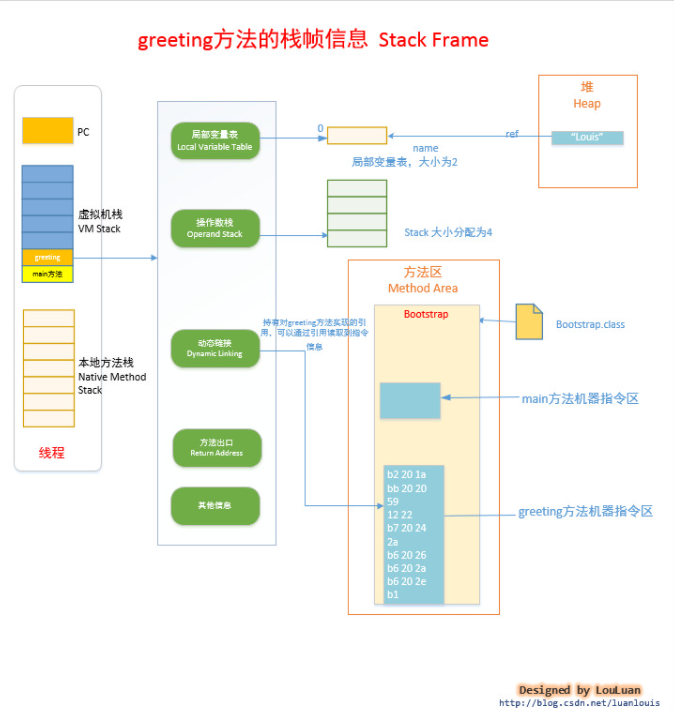 greeting方法的栈帧信息 Stack Frame
堆
Heap
"Louis"
ref
PC
局部变量表
Local Variable Table
0
name
局部变量表，大小为2
虚拟机栈
VM Stack
greeting
main方法
操作数栈
Operand Stack
Stack 大小分配为4
方法区
Method Area
Bootstrap
Bootstrap.class
持有对greeting方法实现的引
用，可以通过引用读取到指令
信息
动态链接
Dynamic Linking
本地方法栈
Native Method
Stack
线程
main方法机器指令区
方法出口
Return Address
其他信息
b2 20 1a
bb 20 20
59
12 22
b7 20 24
2a
b6 20 26
b6 20 2a
b6 20 2e
b1
greeting方法机器指令区
Designed by LouLuan
http://blog.csdn.net/luanlouis